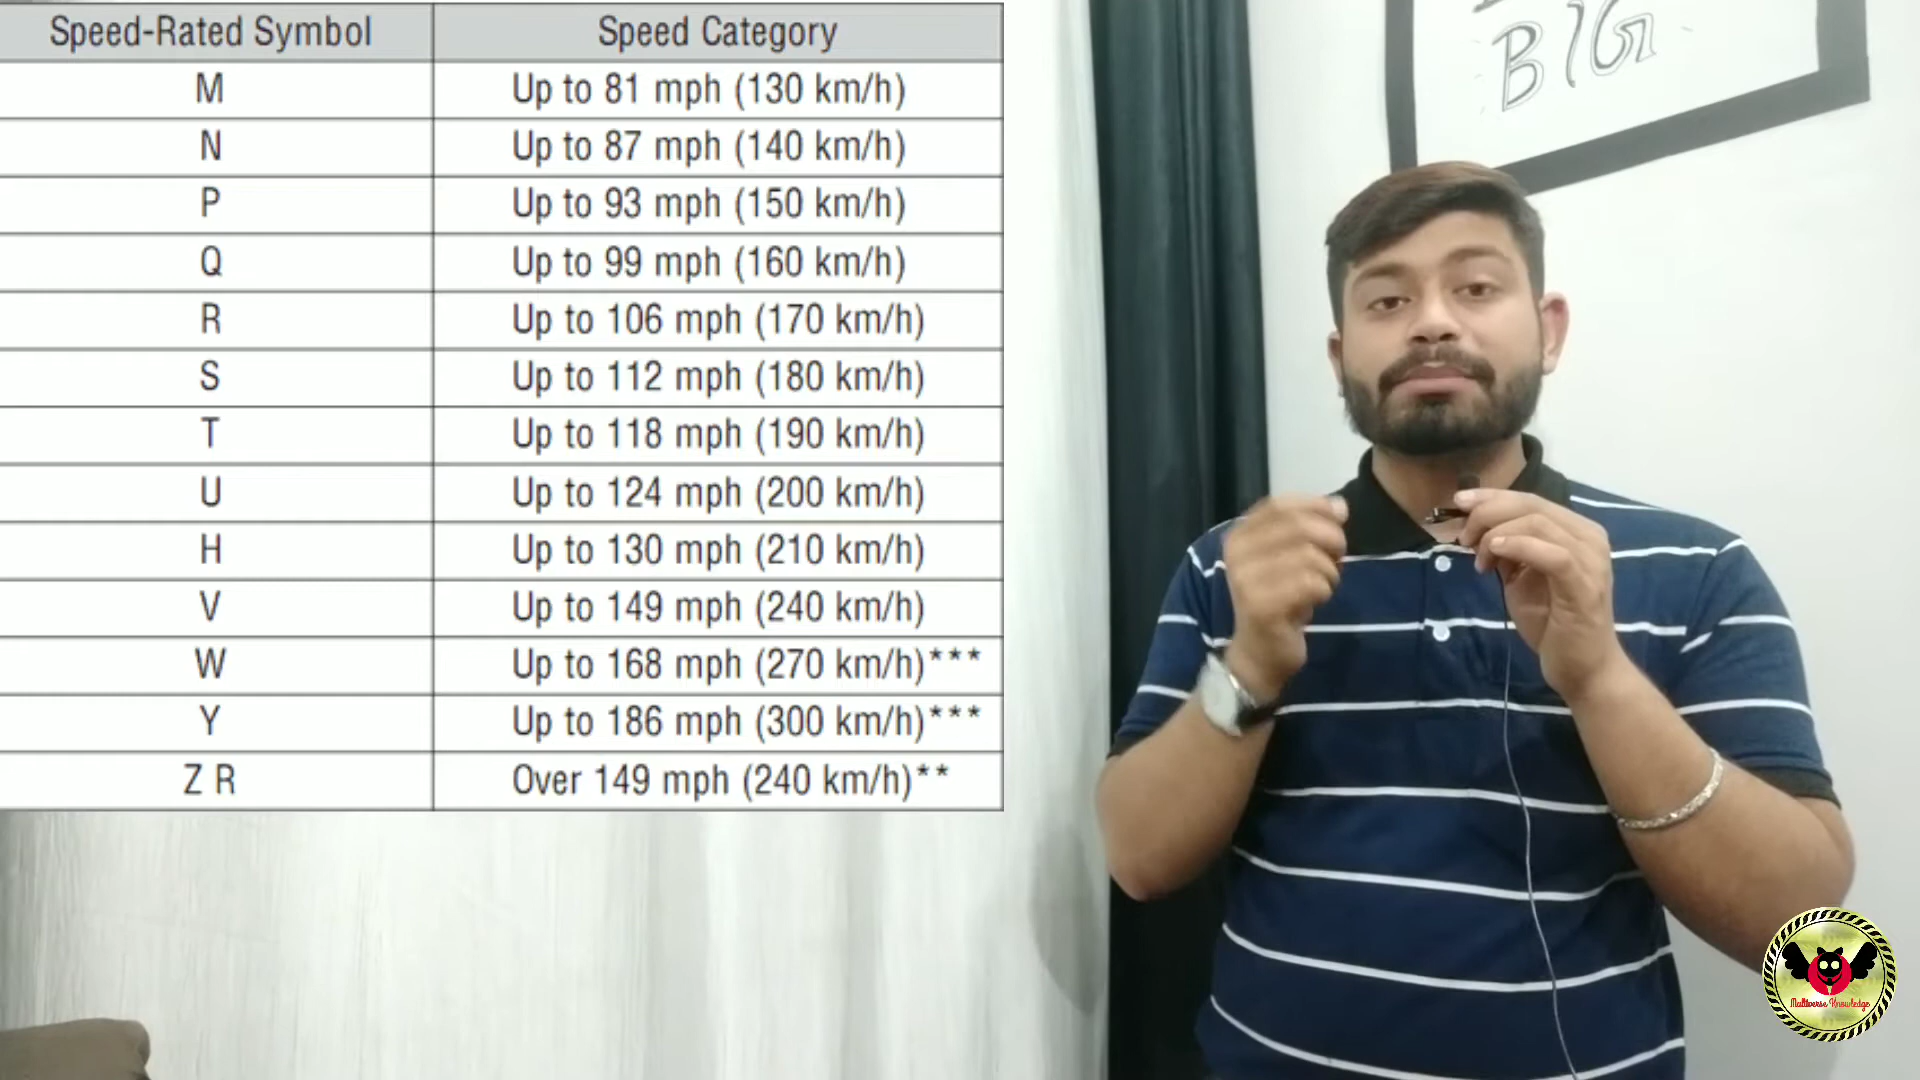 Speed-Rated Symbol Speed Category
M Up to 81 mph (130 km/h)
N Up to 87 mph (140 km/h)
P Up to 93 mph (150 km/h)
Q Up to 99 mph (160 km/h)
R Up to 106 mph (170 km/h)
S Up to 112 mph (180 km/h)
T Up to 118 mph (190 km/h)
U Up to 124 mph (200 km/h)
H Up to 130 mph (210 km/h)
V Up to 149 mph (240 km/h)
W Up to 168 mph (270 km/h)***
Y Up to 186 mph (300 km/h)***
Z R Over 149 mph (240 km/h)**
BIG
Multiverse Knowledge